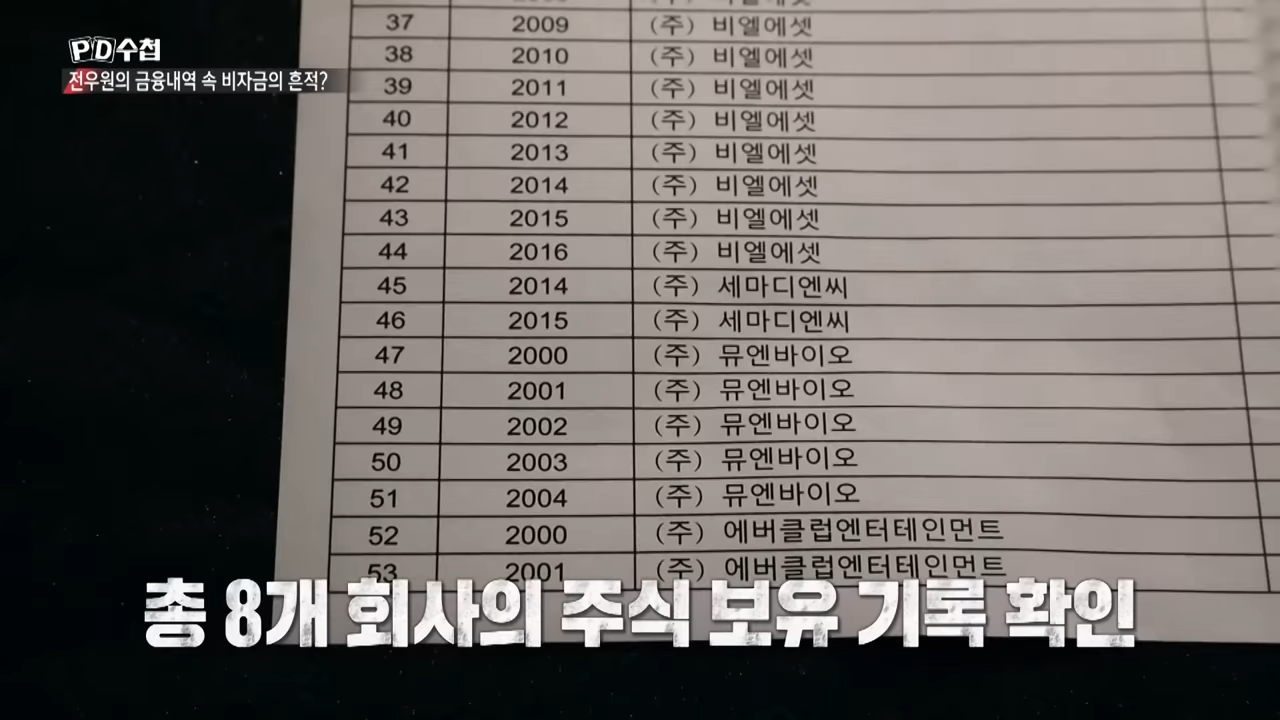 PD수첩
전우원의 금융내역 속 비자금의 흔적?
37 2009 (주) 비엘에셋
38 2010 (주) 비엘에셋
39 2011 (주) 비엘에셋
40 2012 (주) 비엘에셋
41 2013 (주) 비엘에셋
42 2014 (주) 비엘에셋
43 2015 (주) 비엘에셋
44 2016 (주) 비엘에셋
45 2014 (주) 세마디엔씨
46 2015 (주) 세마디엔씨
47 2000 (주) 뮤엔바이오
48 2001 (주) 뮤엔바이오
49 2002 (주) 뮤엔바이오
50 2003 (주) 뮤엔바이오
51 2004 (주) 뮤엔바이오
52 2000 (주) 에버클럽엔터테인먼트
53 2001 (주) 에버클럽엔터테인먼트
총 8개 회사의 주식 보유 기록 확인